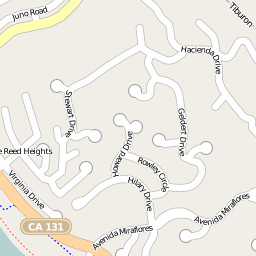 Juno Road
Tiburon
Hacienda Drive
Stewart Drive
Geldert Drive
Howard Drive
e Reed Heights
Rowley Circle
Virginia Drive
Hilary Drive
CA 131
Avenida Miraflores
Avenida Miraflores